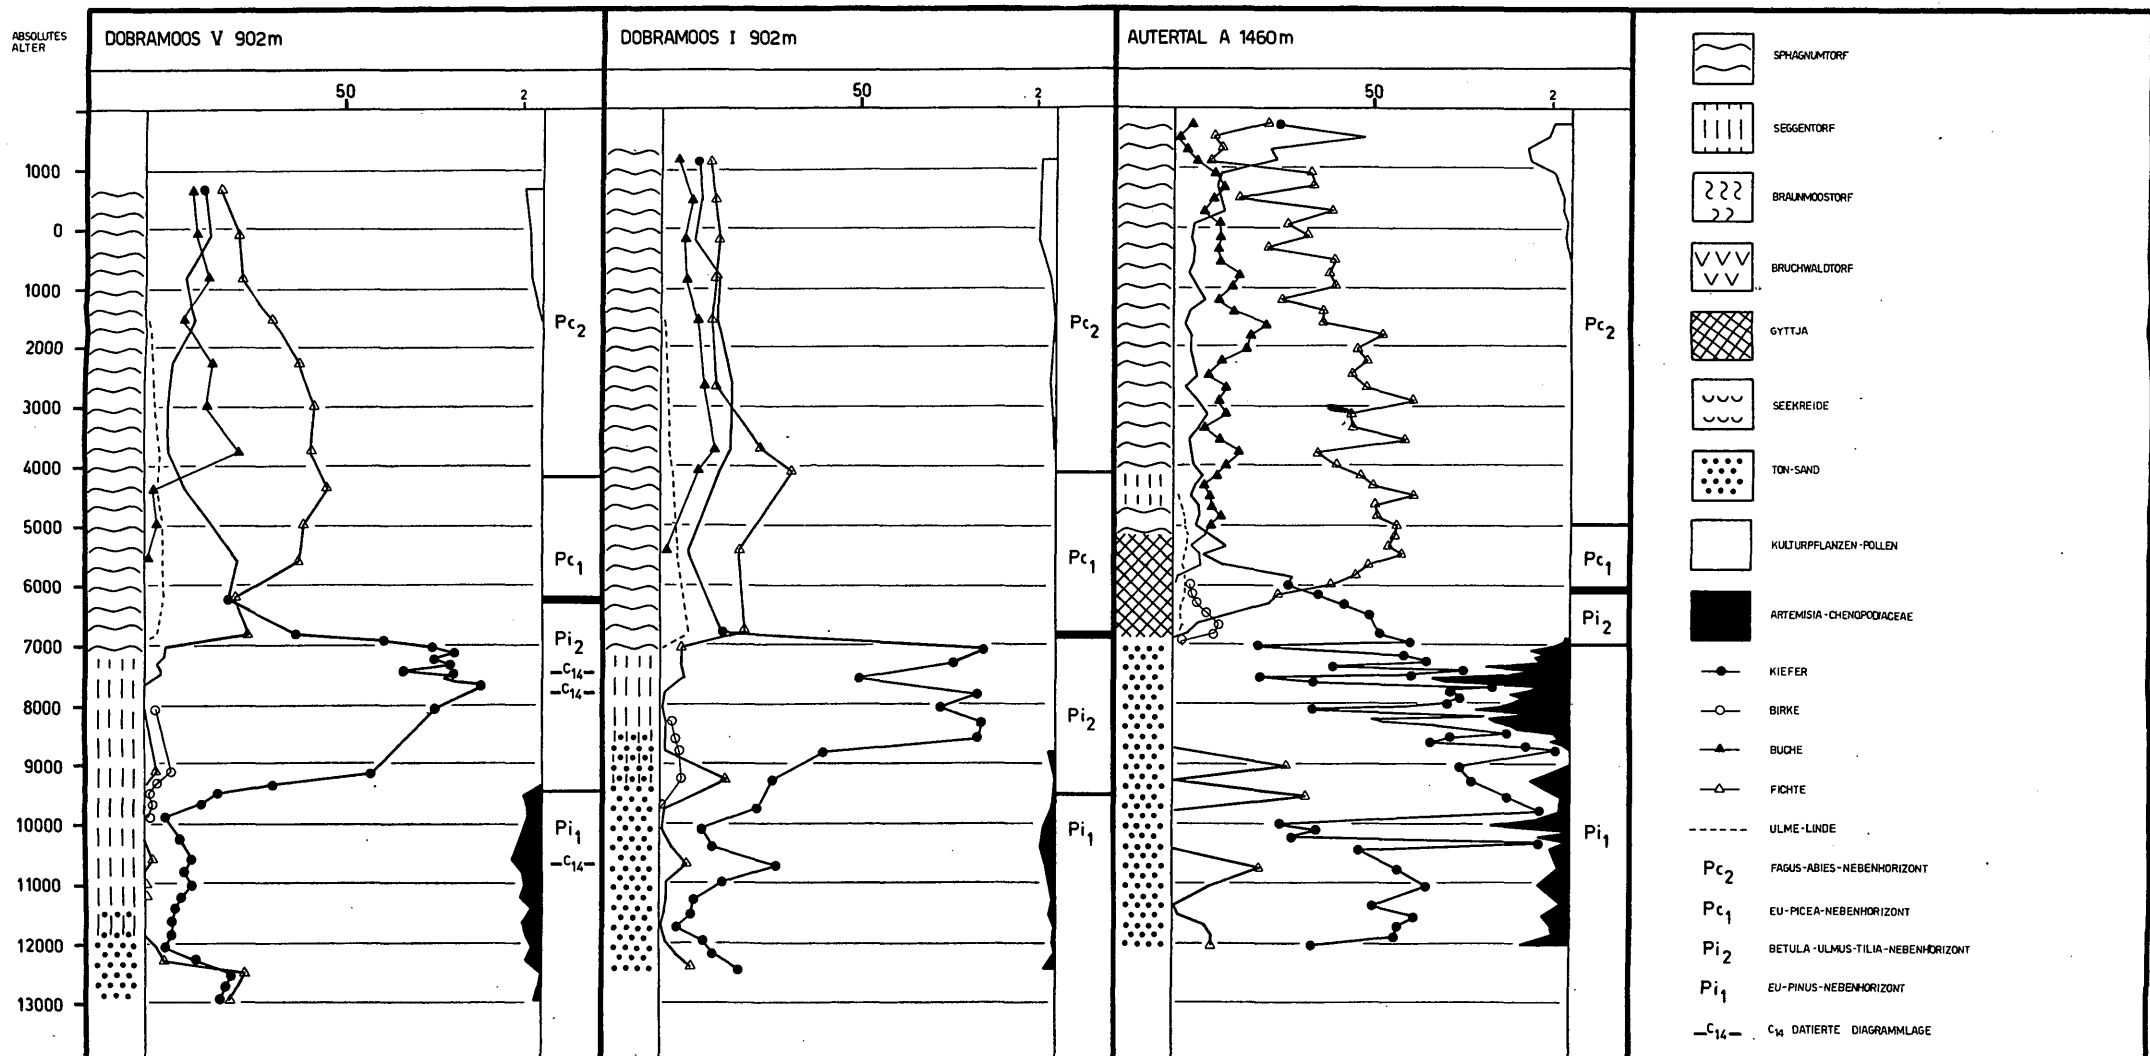 ABSOLUTES
ALTER
DOBRAMOOS V 902m
DOBRAMOOS I 902m
AUTERTAL A 1460m
50
2
50
2
50
2
1000
0
1000
2000
3000
4000
5000
6000
7000
8000
9000
10000
11000
12000
13000
Pc2
Pc1
Pi2
C14
C14
Pi1
C14
Pc2
Pc1
Pi2
Pi1
Pc2
Pc1
Pi2
Pi1
SPHAGNUMTORF
SEGGENTORF
BRAUNMOOSTORF
BRUCHWALDTORF
GYTTJA
SEEKREIDE
TON-SAND
KULTURPFLANZEN-POLLEN
ARTEMISIA-CHENOPODIACEAE
KIEFER
BIRKE
BUCHE
FICHTE
ULME-LINDE
Pc2 FAGUS-ABIES-NEBENHORIZONT
Pc1 EU-PICEA-NEBENHORIZONT
Pi2 BETULA-ULMUS-TILIA-NEBENHORIZONT
Pi1 EU-PINUS-NEBENHORIZONT
C14 C14 DATIERTE DIAGRAMMLAGE